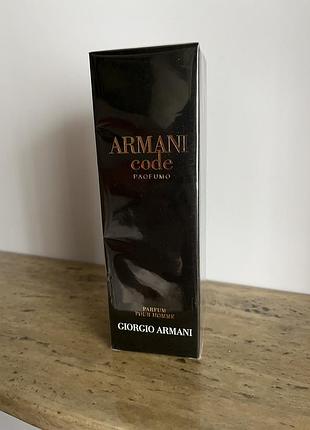 ARMANI
code
PROFUMO
PARFUM
POUR HOMME
GIORGIO ARMANI